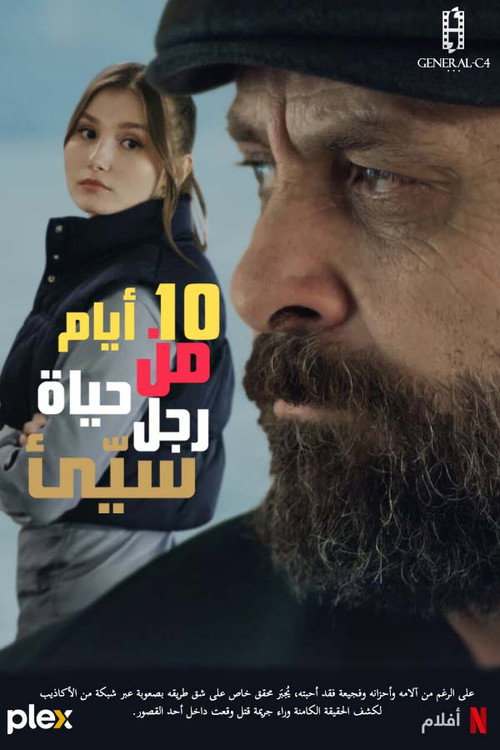 GENERAL-C4
10 أيام
من
حياة
رجل
سيّئ
على الرغم من آلامه وأحزانه وفجيعة فقد أحبته، يُجبَر محقق خاص على شق طريقه بصعوبة عبر شبكة من الأكاذيب
لكشف الحقيقة الكامنة وراء جريمة قتل وقعت داخل أحد القصور.
plex
N أفلام